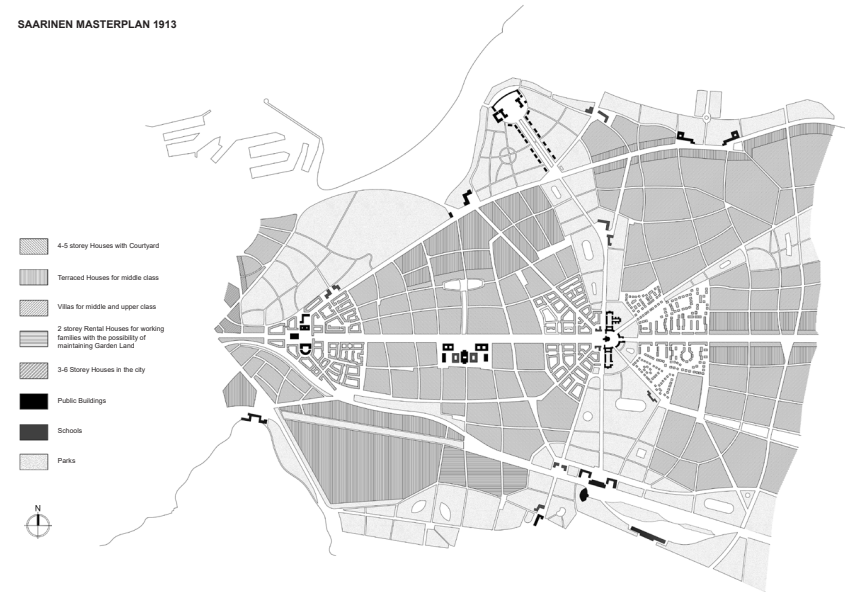 SAARINEN MASTERPLAN 1913
4-5 storey Houses with Courtyard
Terraced Houses for middle class
Villas for middle and upper class
2 storey Rental Houses for working
families with the possibility of
maintaining Garden Land
3-6 Storey Houses in the city
Public Buildings
Schools
Parks
N